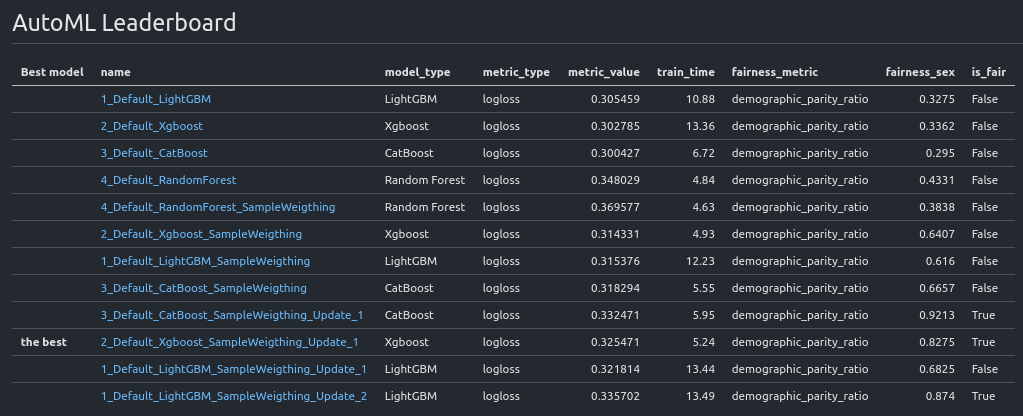 AutoML Leaderboard
Best model name model_type metric_type metric_value train_time fairness_metric fairness_sex is_fair
1_Default_LightGBM LightGBM logloss 0.305459 10.88 demographic_parity_ratio 0.3275 False
2_Default_Xgboost Xgboost logloss 0.302785 13.36 demographic_parity_ratio 0.3362 False
3_Default_CatBoost CatBoost logloss 0.300427 6.72 demographic_parity_ratio 0.295 False
4_Default_RandomForest Random Forest logloss 0.348029 4.84 demographic_parity_ratio 0.4331 False
4_Default_RandomForest_SampleWeigthing Random Forest logloss 0.369577 4.63 demographic_parity_ratio 0.3838 False
2_Default_Xgboost_SampleWeigthing Xgboost logloss 0.314331 4.93 demographic_parity_ratio 0.6407 False
1_Default_LightGBM_SampleWeigthing LightGBM logloss 0.315376 12.23 demographic_parity_ratio 0.616 False
3_Default_CatBoost_SampleWeigthing CatBoost logloss 0.318294 5.55 demographic_parity_ratio 0.6657 False
3_Default_CatBoost_SampleWeigthing_Update_1 CatBoost logloss 0.332471 5.95 demographic_parity_ratio 0.9213 True
the best 2_Default_Xgboost_SampleWeigthing_Update_1 Xgboost logloss 0.325471 5.24 demographic_parity_ratio 0.8275 True
1_Default_LightGBM_SampleWeigthing_Update_1 LightGBM logloss 0.321814 13.44 demographic_parity_ratio 0.6825 False
1_Default_LightGBM_SampleWeigthing_Update_2 LightGBM logloss 0.335702 13.49 demographic_parity_ratio 0.874 True